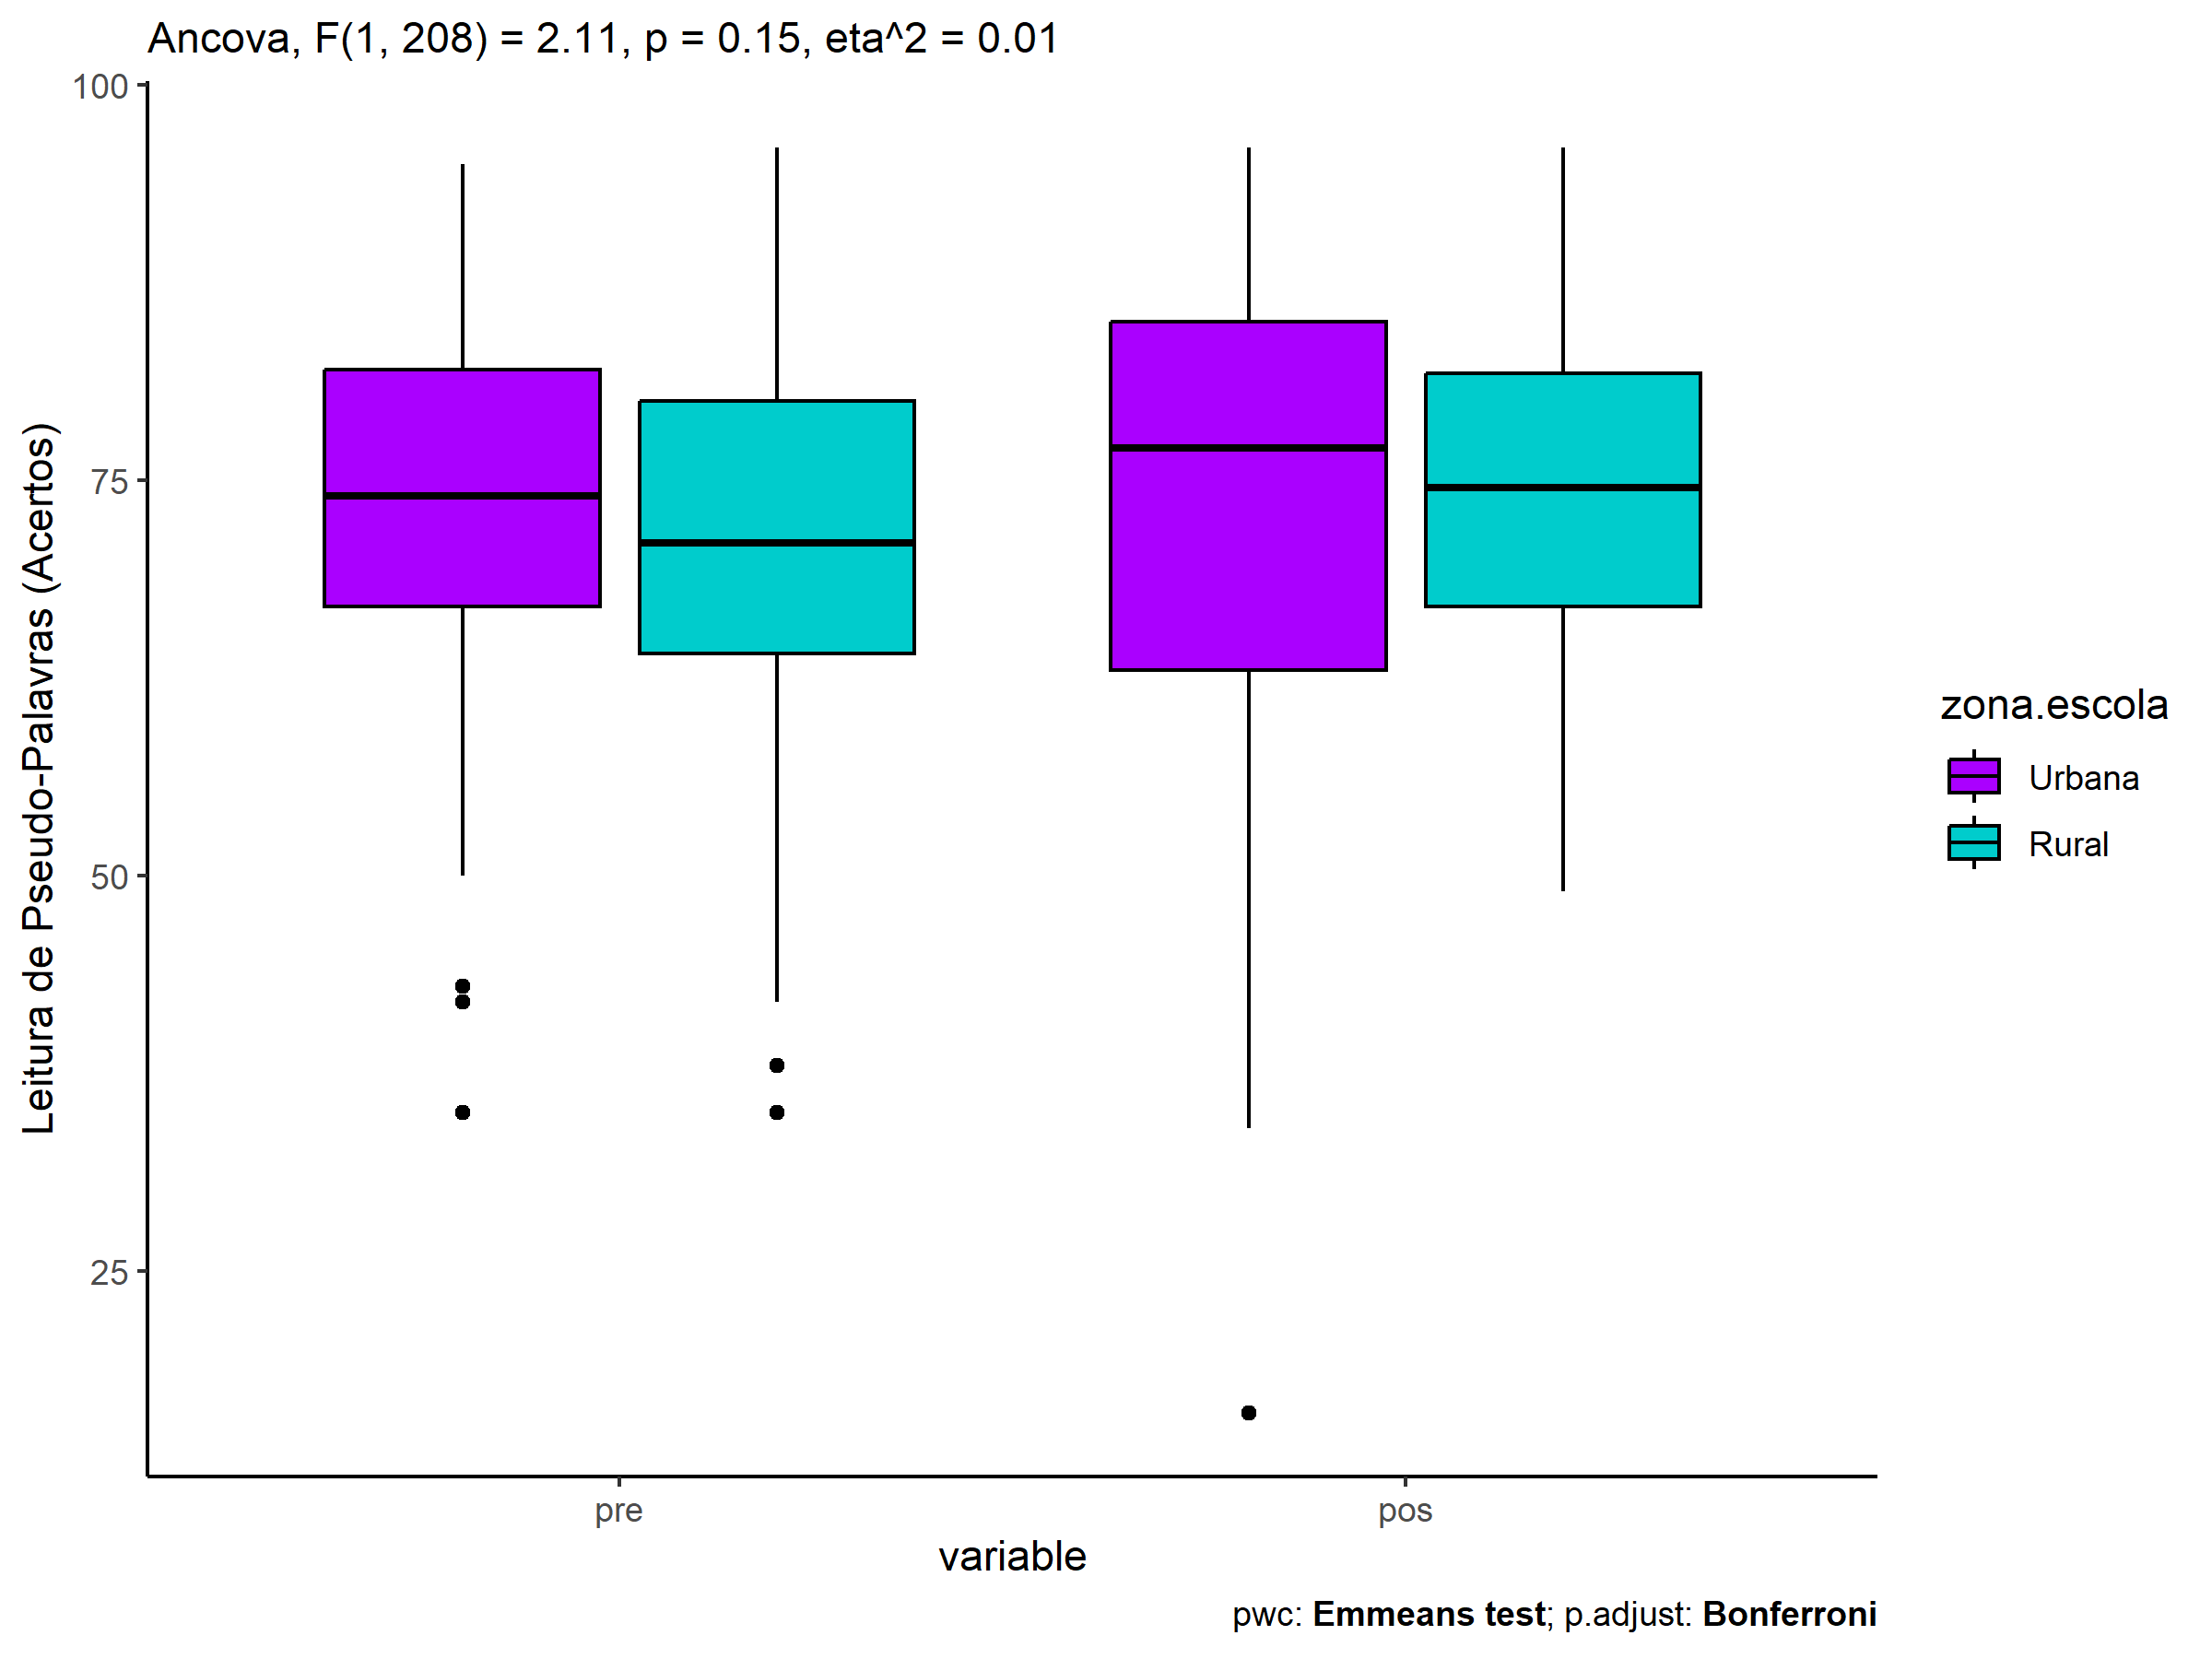 Ancova, F(1, 208) = 2.11, p = 0.15, eta^2 = 0.01
Leitura de Pseudo-Palavras (Acertos)
100
75
50
25
pre
pos
variable
zona.escola
Urbana
Rural
pwc: Emmeans test; p.adjust: Bonferroni